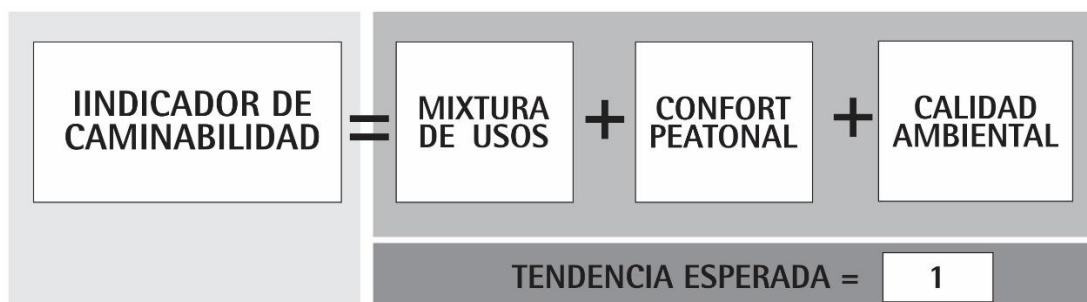 IINDICADOR DE
CAMINABILIDAD
=
MIXTURA
DE USOS
+
CONFORT
PEATONAL
+
CALIDAD
AMBIENTAL
TENDENCIA ESPERADA = 1